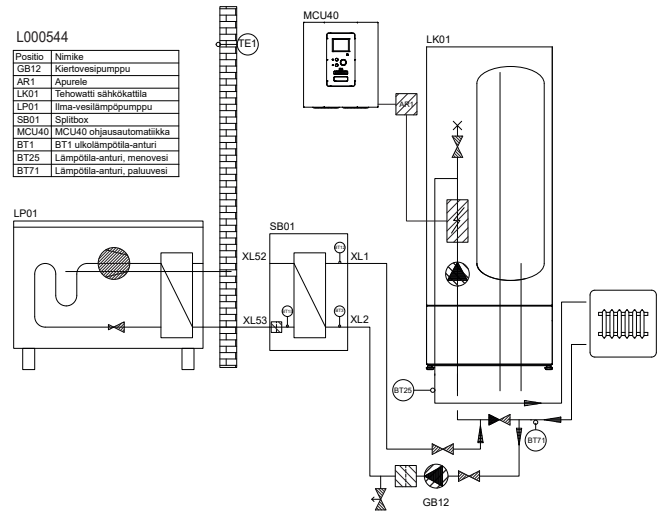 L000544
Positio Nimike
GB12 Kiertovesipumppu
AR1 Apurele
LK01 Tehowatti sähkökattila
LP01 Ilma-vesilämpöpumppu
SB01 Splitbox
MCU40 MCU40 ohjausautomatiikka
BT1 BT1 ulkolämpötila-anturi
BT25 Lämpötila-anturi, menovesi
BT71 Lämpötila-anturi, paluuvesi
TE1
MCU40
LK01
AR1
LP01
SB01
XL52
XL1
BT12
XL53
XL2
BT3
BT25
BT71
GB12